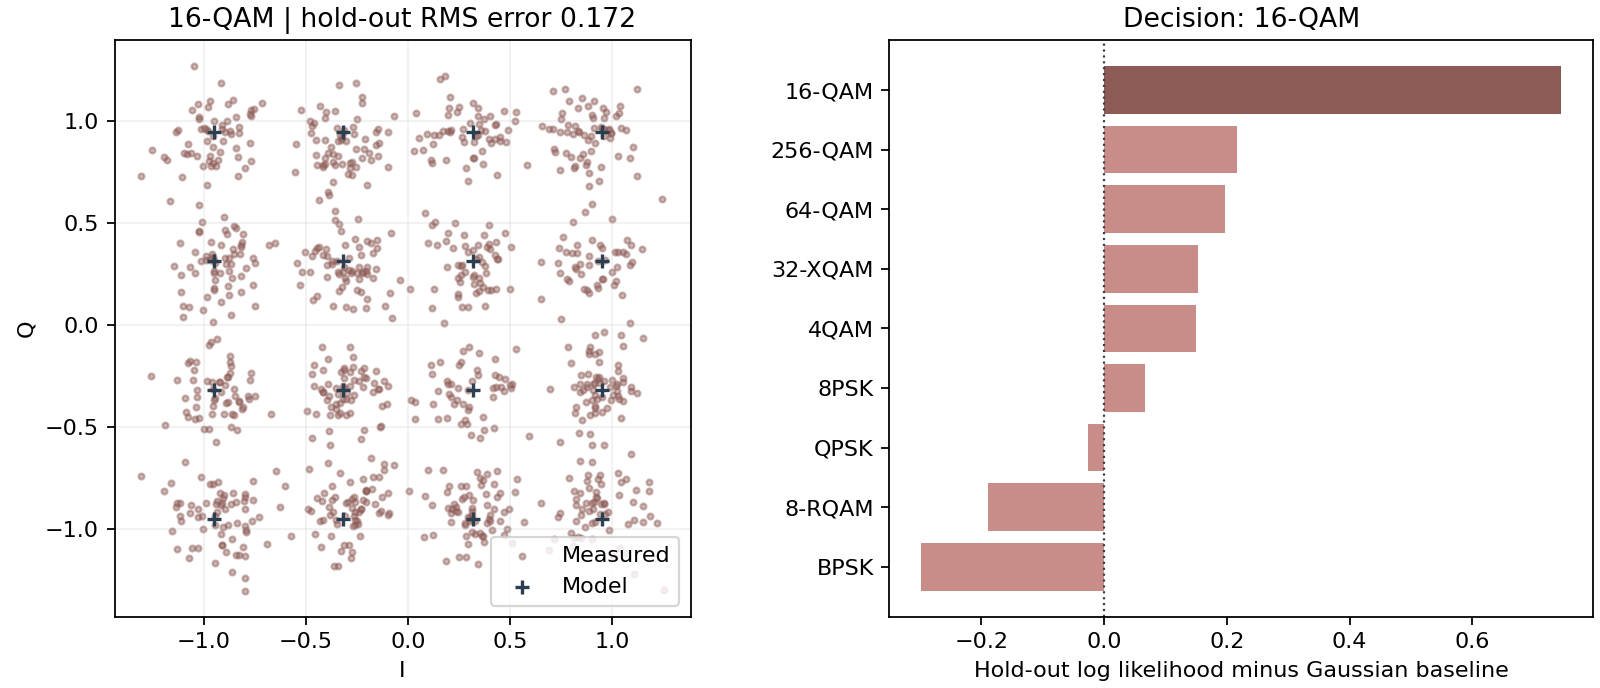 16-QAM | hold-out RMS error 0.172
1.0
0.5
0.0
−0.5
−1.0
Q
−1.0
−0.5
0.0
0.5
1.0
I
Measured
Model
Decision: 16-QAM
16-QAM
256-QAM
64-QAM
32-XQAM
4QAM
8PSK
QPSK
8-RQAM
BPSK
−0.2
0.0
0.2
0.4
0.6
Hold-out log likelihood minus Gaussian baseline